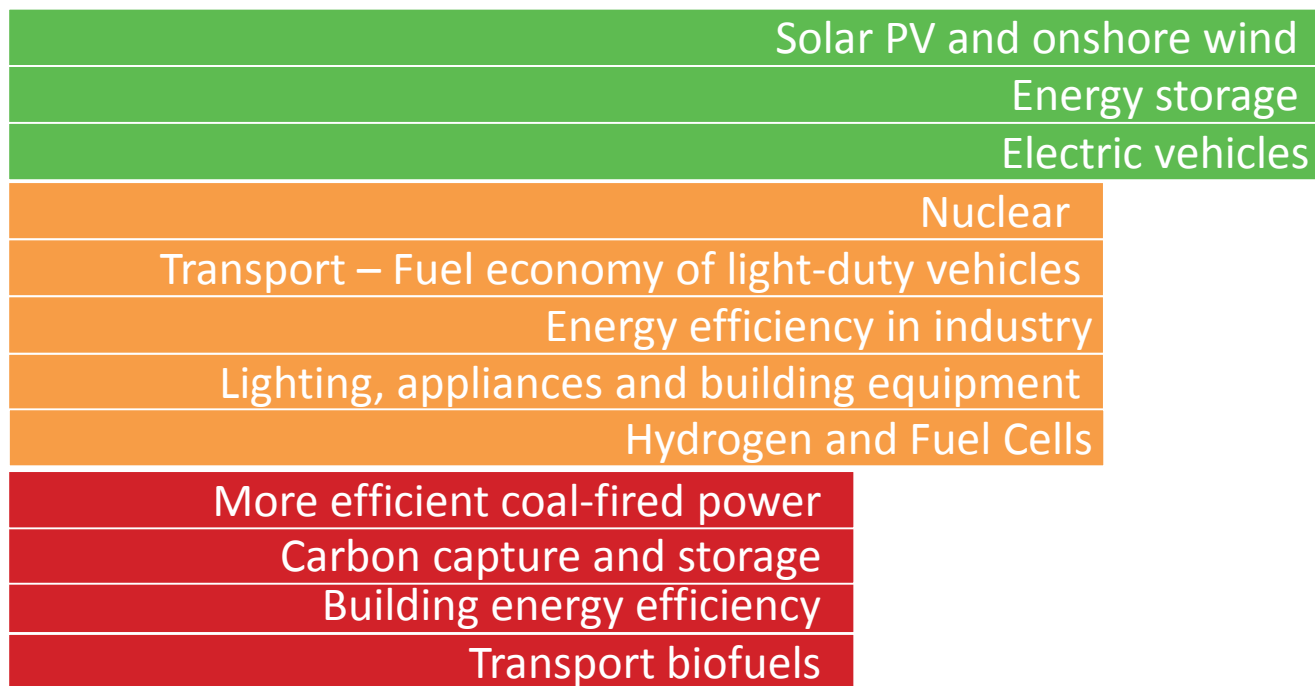 Solar PV and onshore wind
Energy storage
Electric vehicles
Nuclear
Transport – Fuel economy of light-duty vehicles
Energy efficiency in industry
Lighting, appliances and building equipment
Hydrogen and Fuel Cells
More efficient coal-fired power
Carbon capture and storage
Building energy efficiency
Transport biofuels